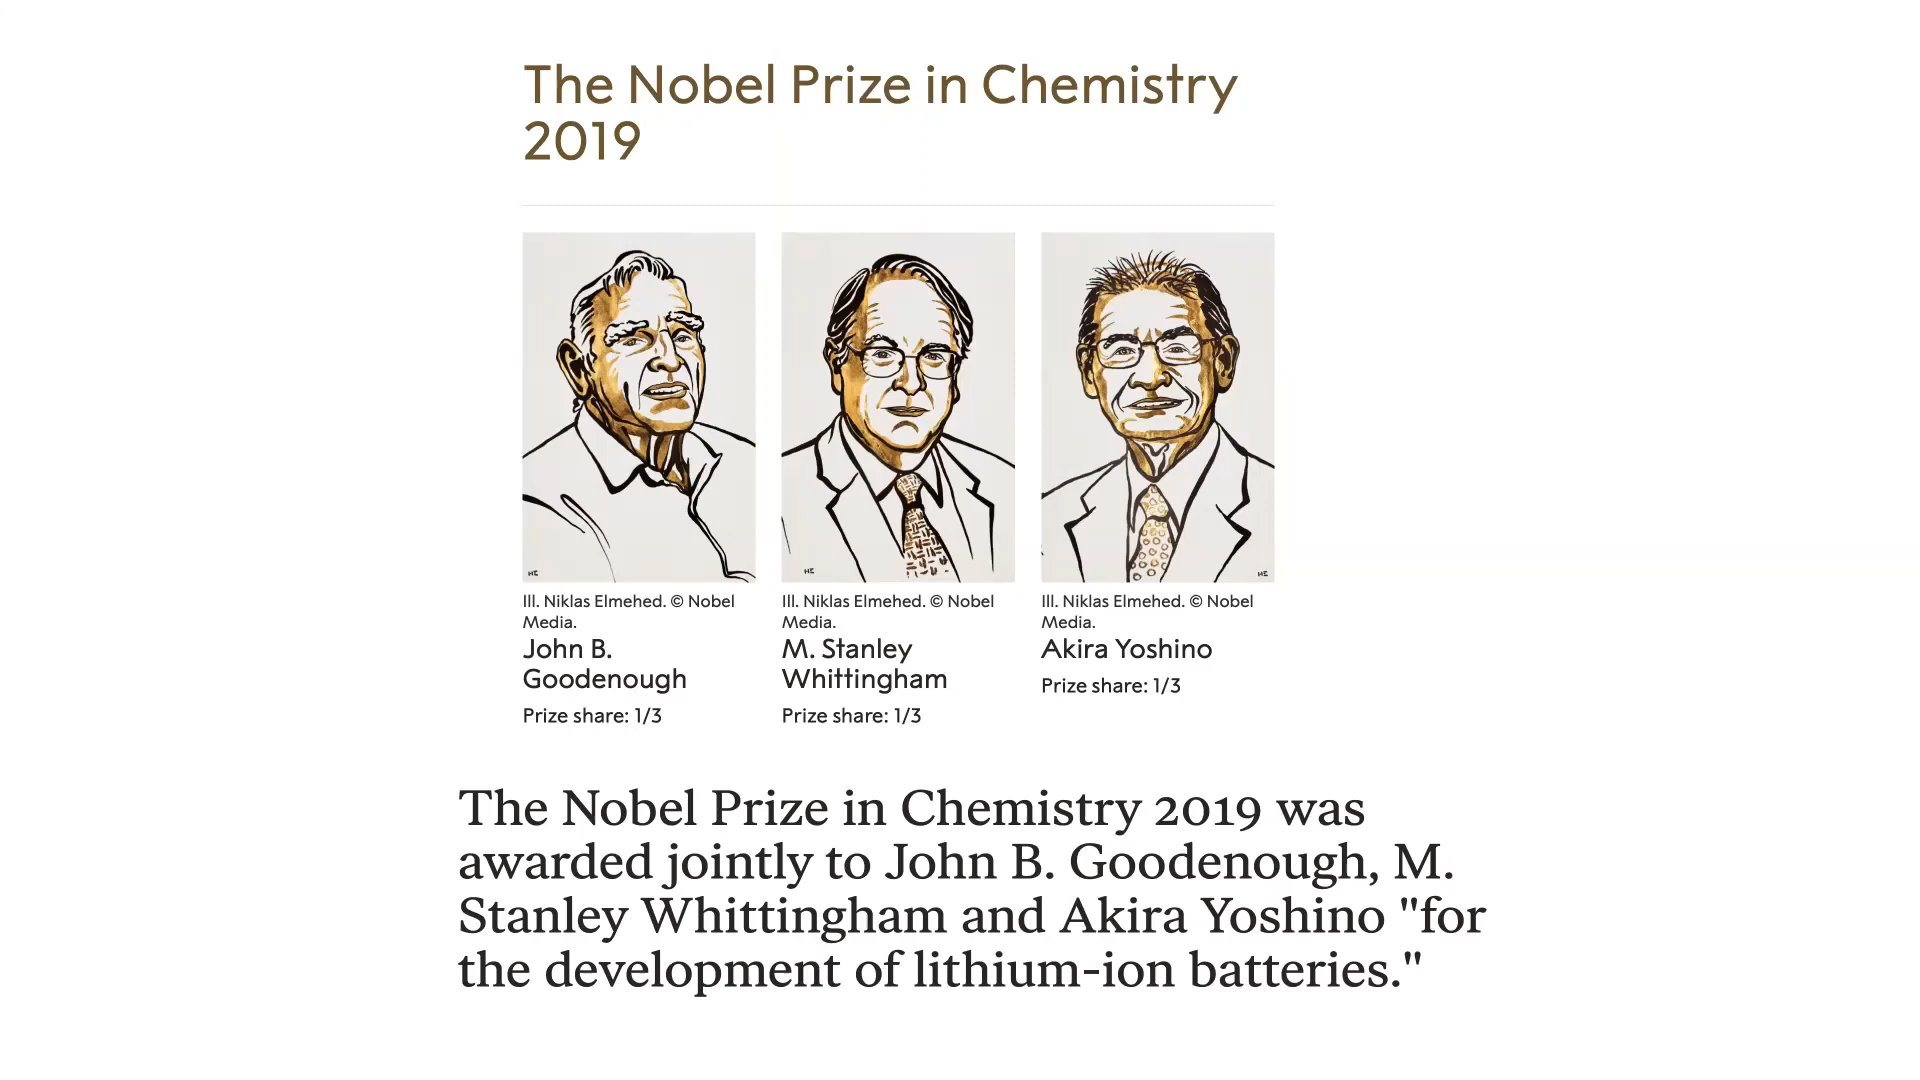 The Nobel Prize in Chemistry
2019
Ill. Niklas Elmehed. © Nobel
Media.
John B.
Goodenough
Prize share: 1/3
Ill. Niklas Elmehed. © Nobel
Media.
M. Stanley
Whittingham
Prize share: 1/3
Ill. Niklas Elmehed. © Nobel
Media.
Akira Yoshino
Prize share: 1/3
The Nobel Prize in Chemistry 2019 was
awarded jointly to John B. Goodenough, M.
Stanley Whittingham and Akira Yoshino "for
the development of lithium-ion batteries."